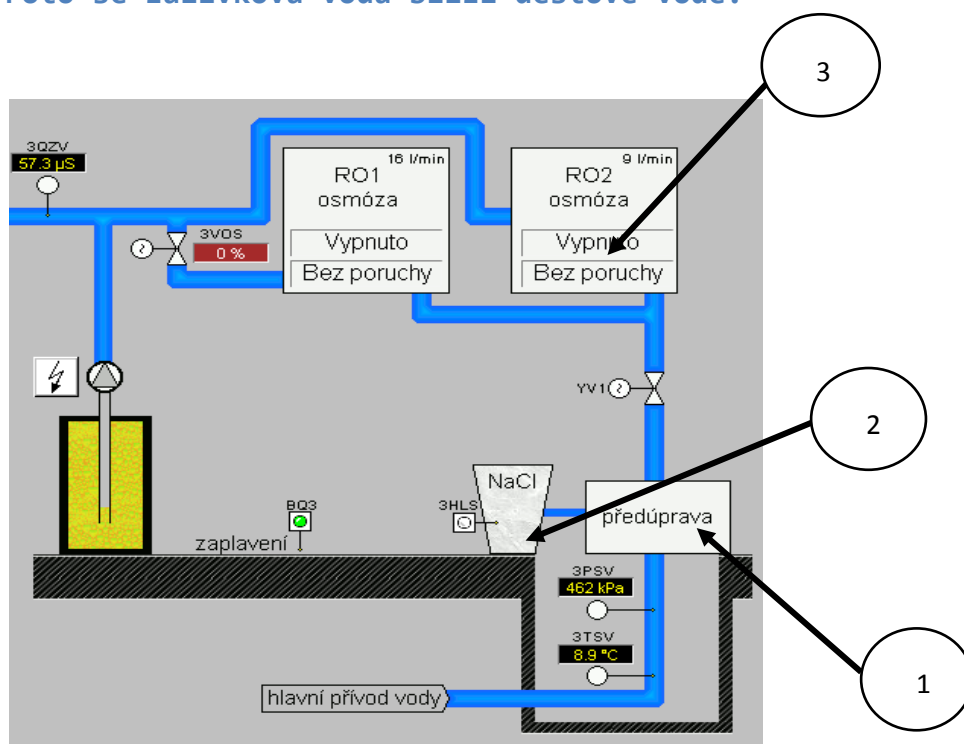 3
3QZV
57.3 µS
16 l/min
RO1
osmóza
Vypnuto
Bez poruchy
9 l/min
RO2
osmóza
Vypnuto
Bez poruchy
3VOS
0 %
YV1
2
NaCl
3HLS
předúprava
BQ3
zaplavení
3PSV
462 kPa
3TSV
8.9 °C
hlavní přívod vody
1